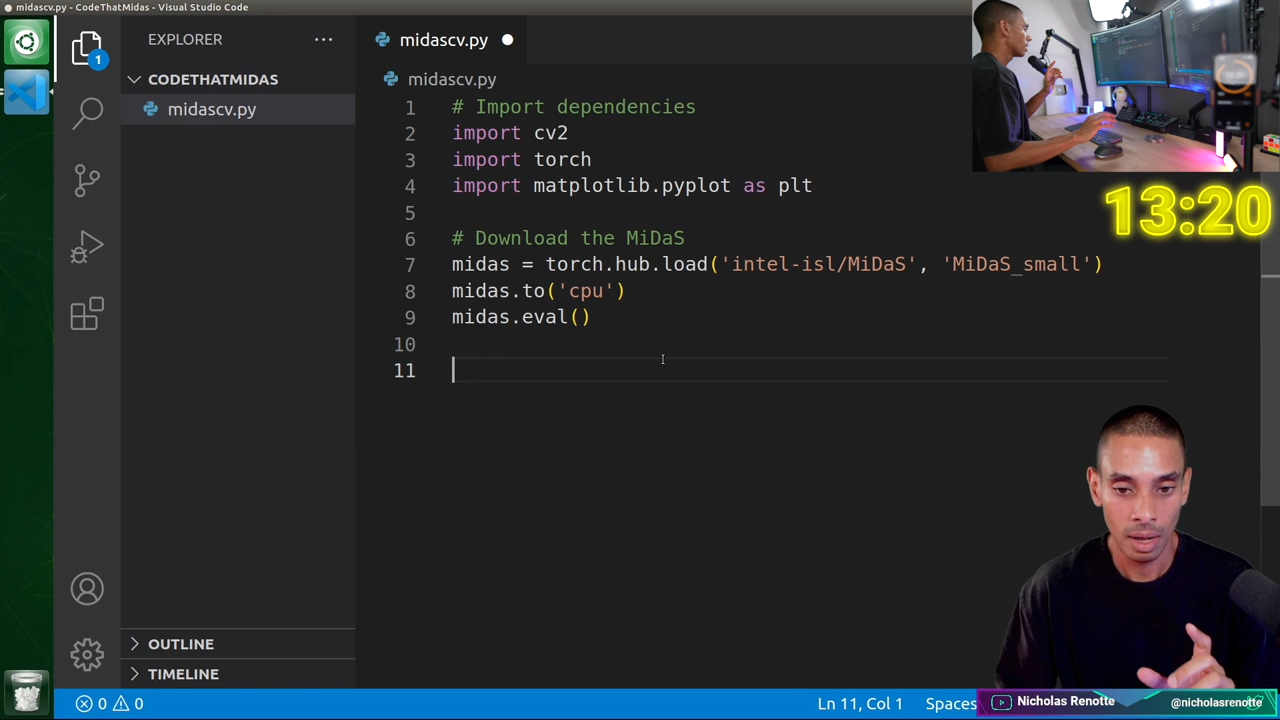 midascv.py - CodeThatMidas - Visual Studio Code
EXPLORER
midascv.py
13:20
1
CODETHATMIDAS
midascv.py
midascv.py
1 # Import dependencies
2 import cv2
3 import torch
4 import matplotlib.pyplot as plt
5
6 # Download the MiDaS
7 midas = torch.hub.load('intel-isl/MiDaS', 'MiDaS_small')
8 midas.to('cpu')
9 midas.eval()
10
11
OUTLINE
TIMELINE
0 0
Ln 11, Col 1
Spaces
Nicholas Renotte
@nicholasrenotte